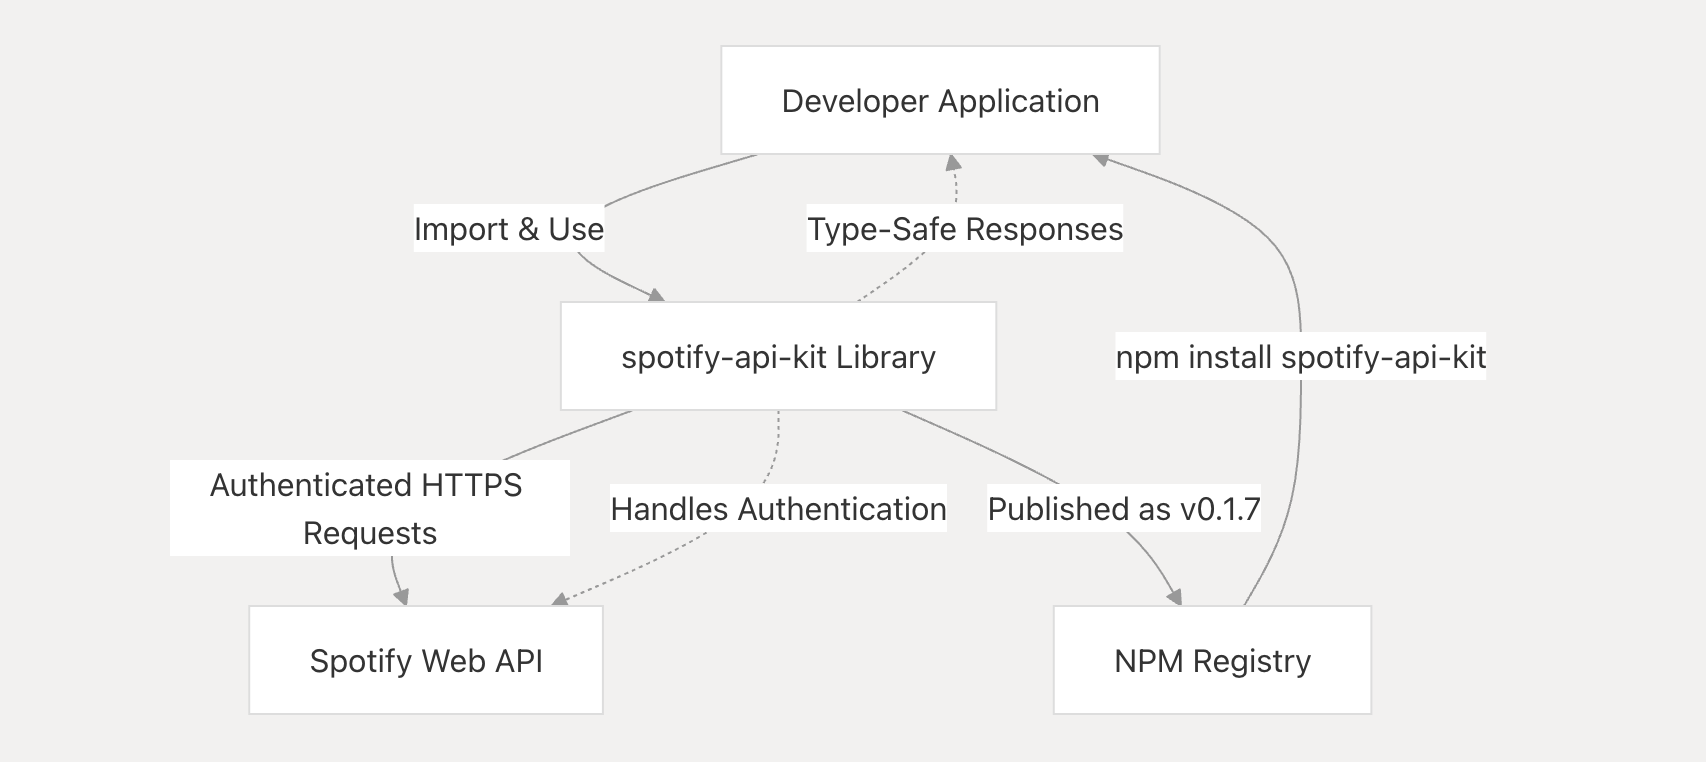 Developer Application
Import & Use
Type-Safe Responses
spotify-api-kit Library
npm install spotify-api-kit
Authenticated HTTPS
Requests
Handles Authentication
Published as v0.1.7
Spotify Web API
NPM Registry